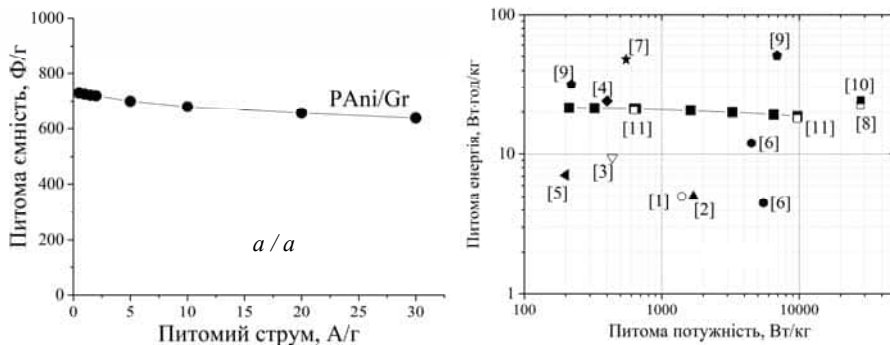 1000
800
600
400
200
0
Питома ємність, Ф/г
PAni/Gr
a / a
0 5 10 15 20 25 30
Питомий струм, А/г
100
10
1
Питома енергія, Вт·год/кг
[7]
[9]
[9]
[4]
[10]
[11]
[11]
[8]
[6]
[3]
[5]
[1]
[2]
[6]
100 1000 10000
Питома потужність, Вт/кг